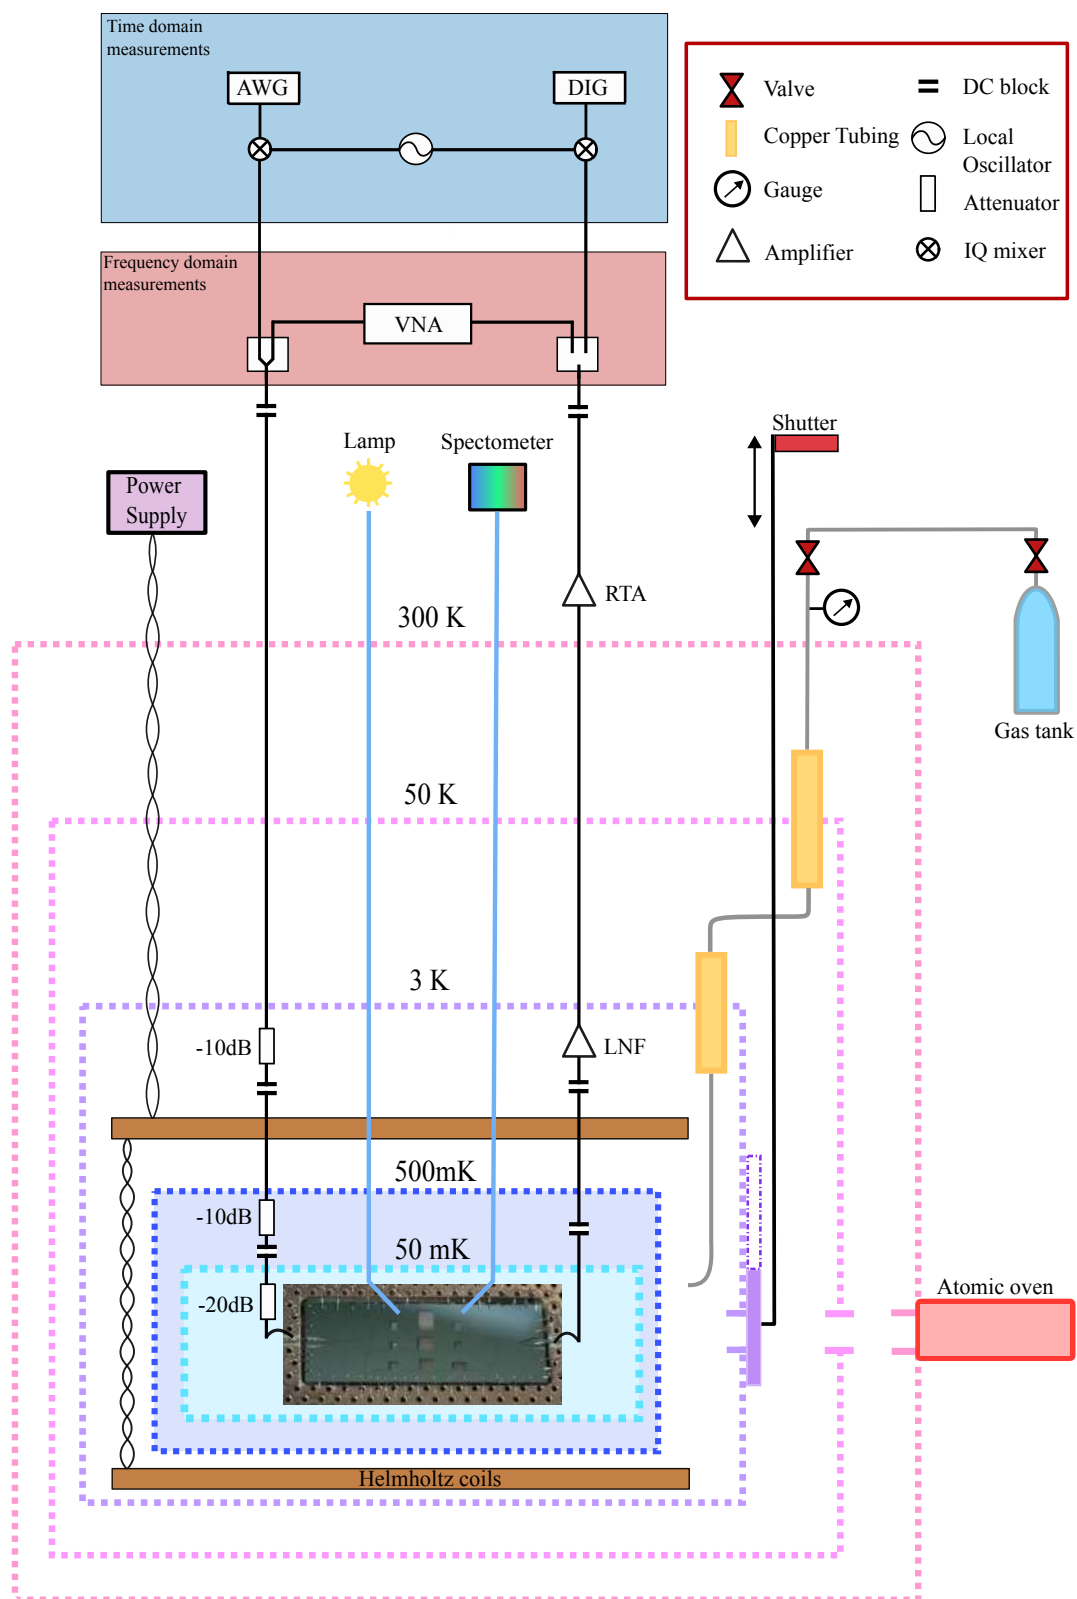 Time domain
measurements
AWG
DIG
Valve
DC block
Copper Tubing
Local
Oscillator
Gauge
Attenuator
Amplifier
IQ mixer
Frequency domain
measurements
VNA
Shutter
Lamp
Spectometer
Power
Supply
RTA
300 K
Gas tank
50 K
3 K
-10dB
LNF
500mK
-10dB
50 mK
-20dB
Atomic oven
Helmholtz coils